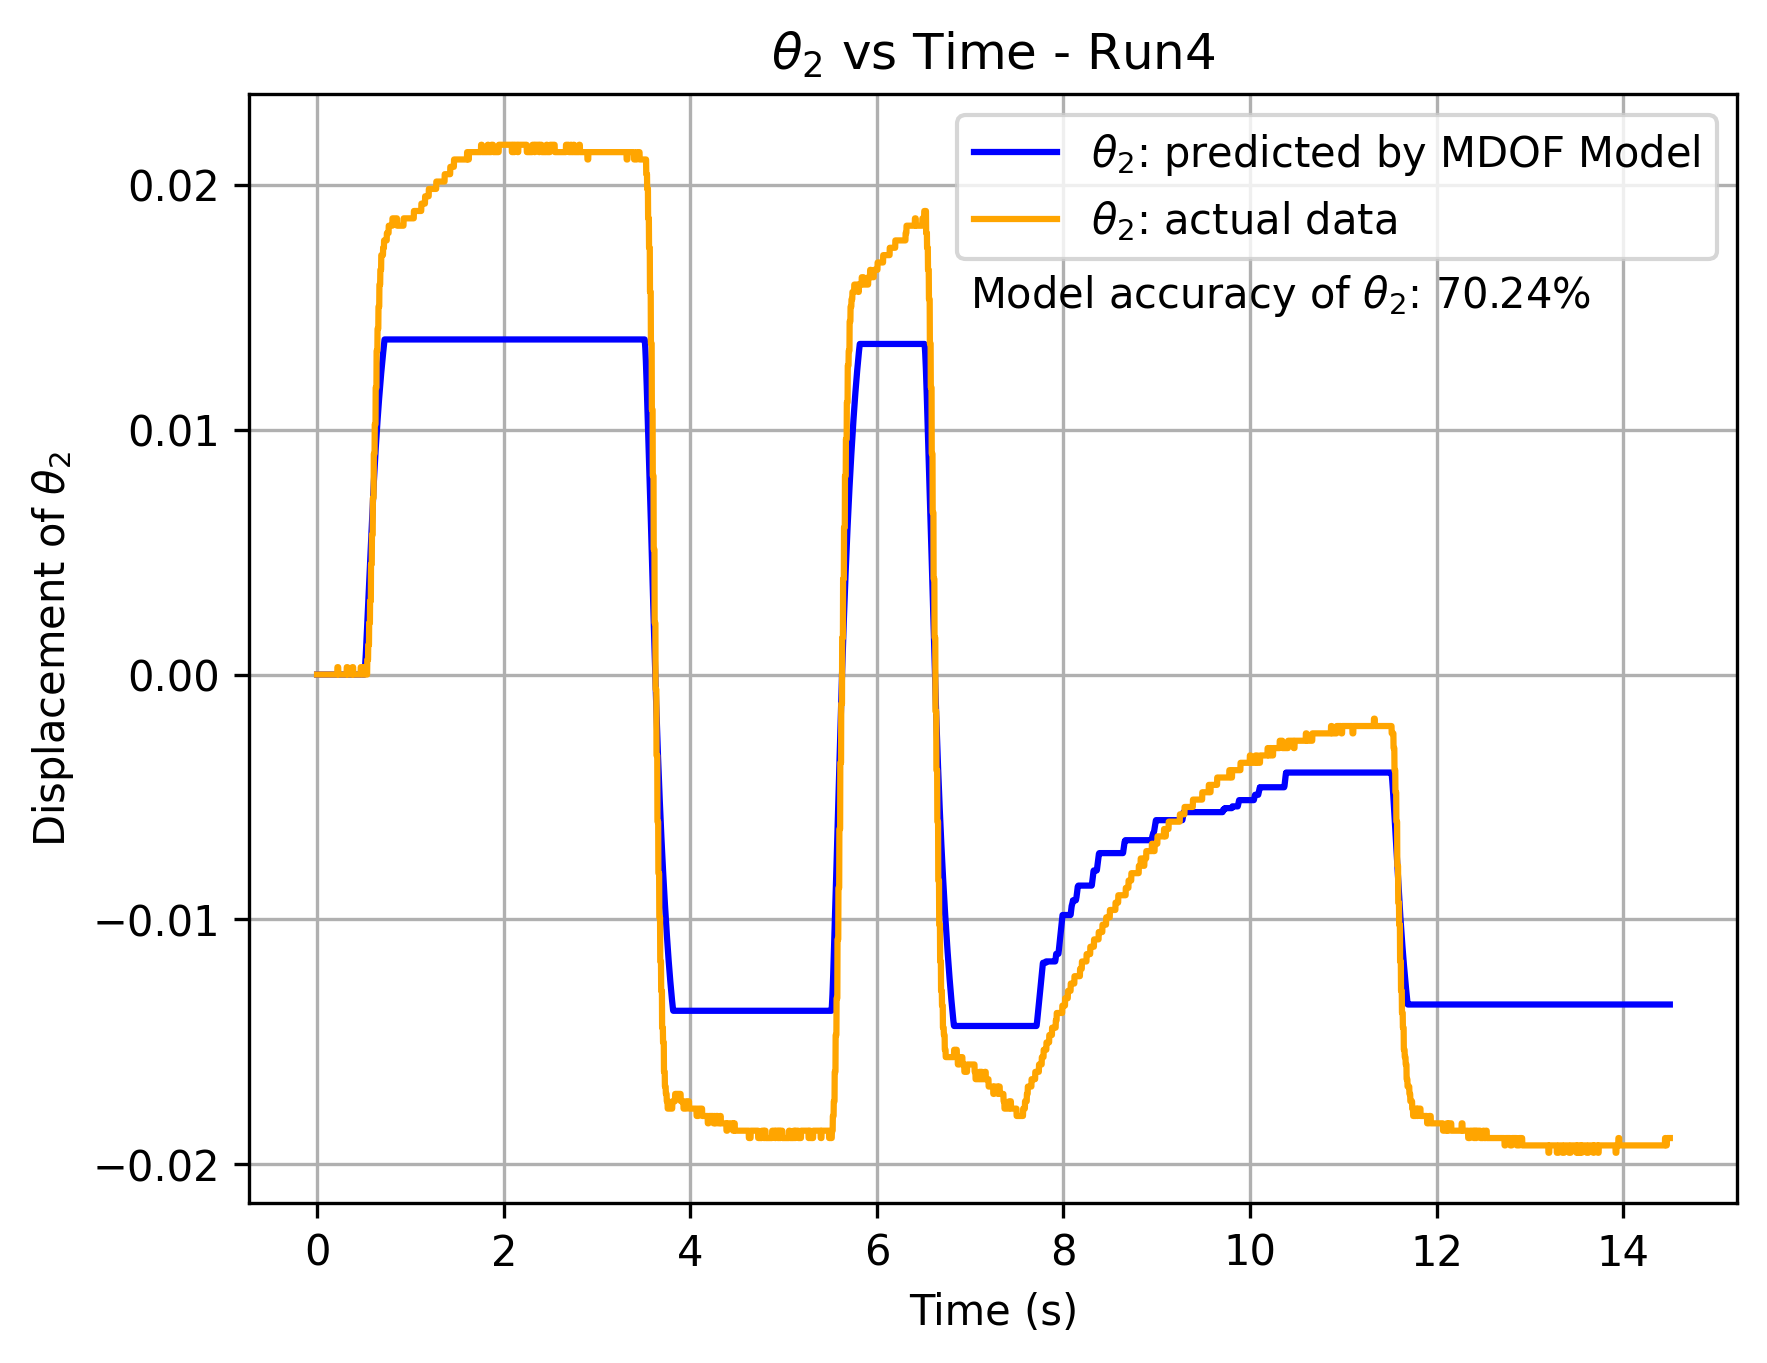 θ₂ vs Time - Run4
θ₂: predicted by MDOF Model
θ₂: actual data
Model accuracy of θ₂: 70.24%
Displacement of θ₂
0.02
0.01
0.00
−0.01
−0.02
0 2 4 6 8 10 12 14
Time (s)